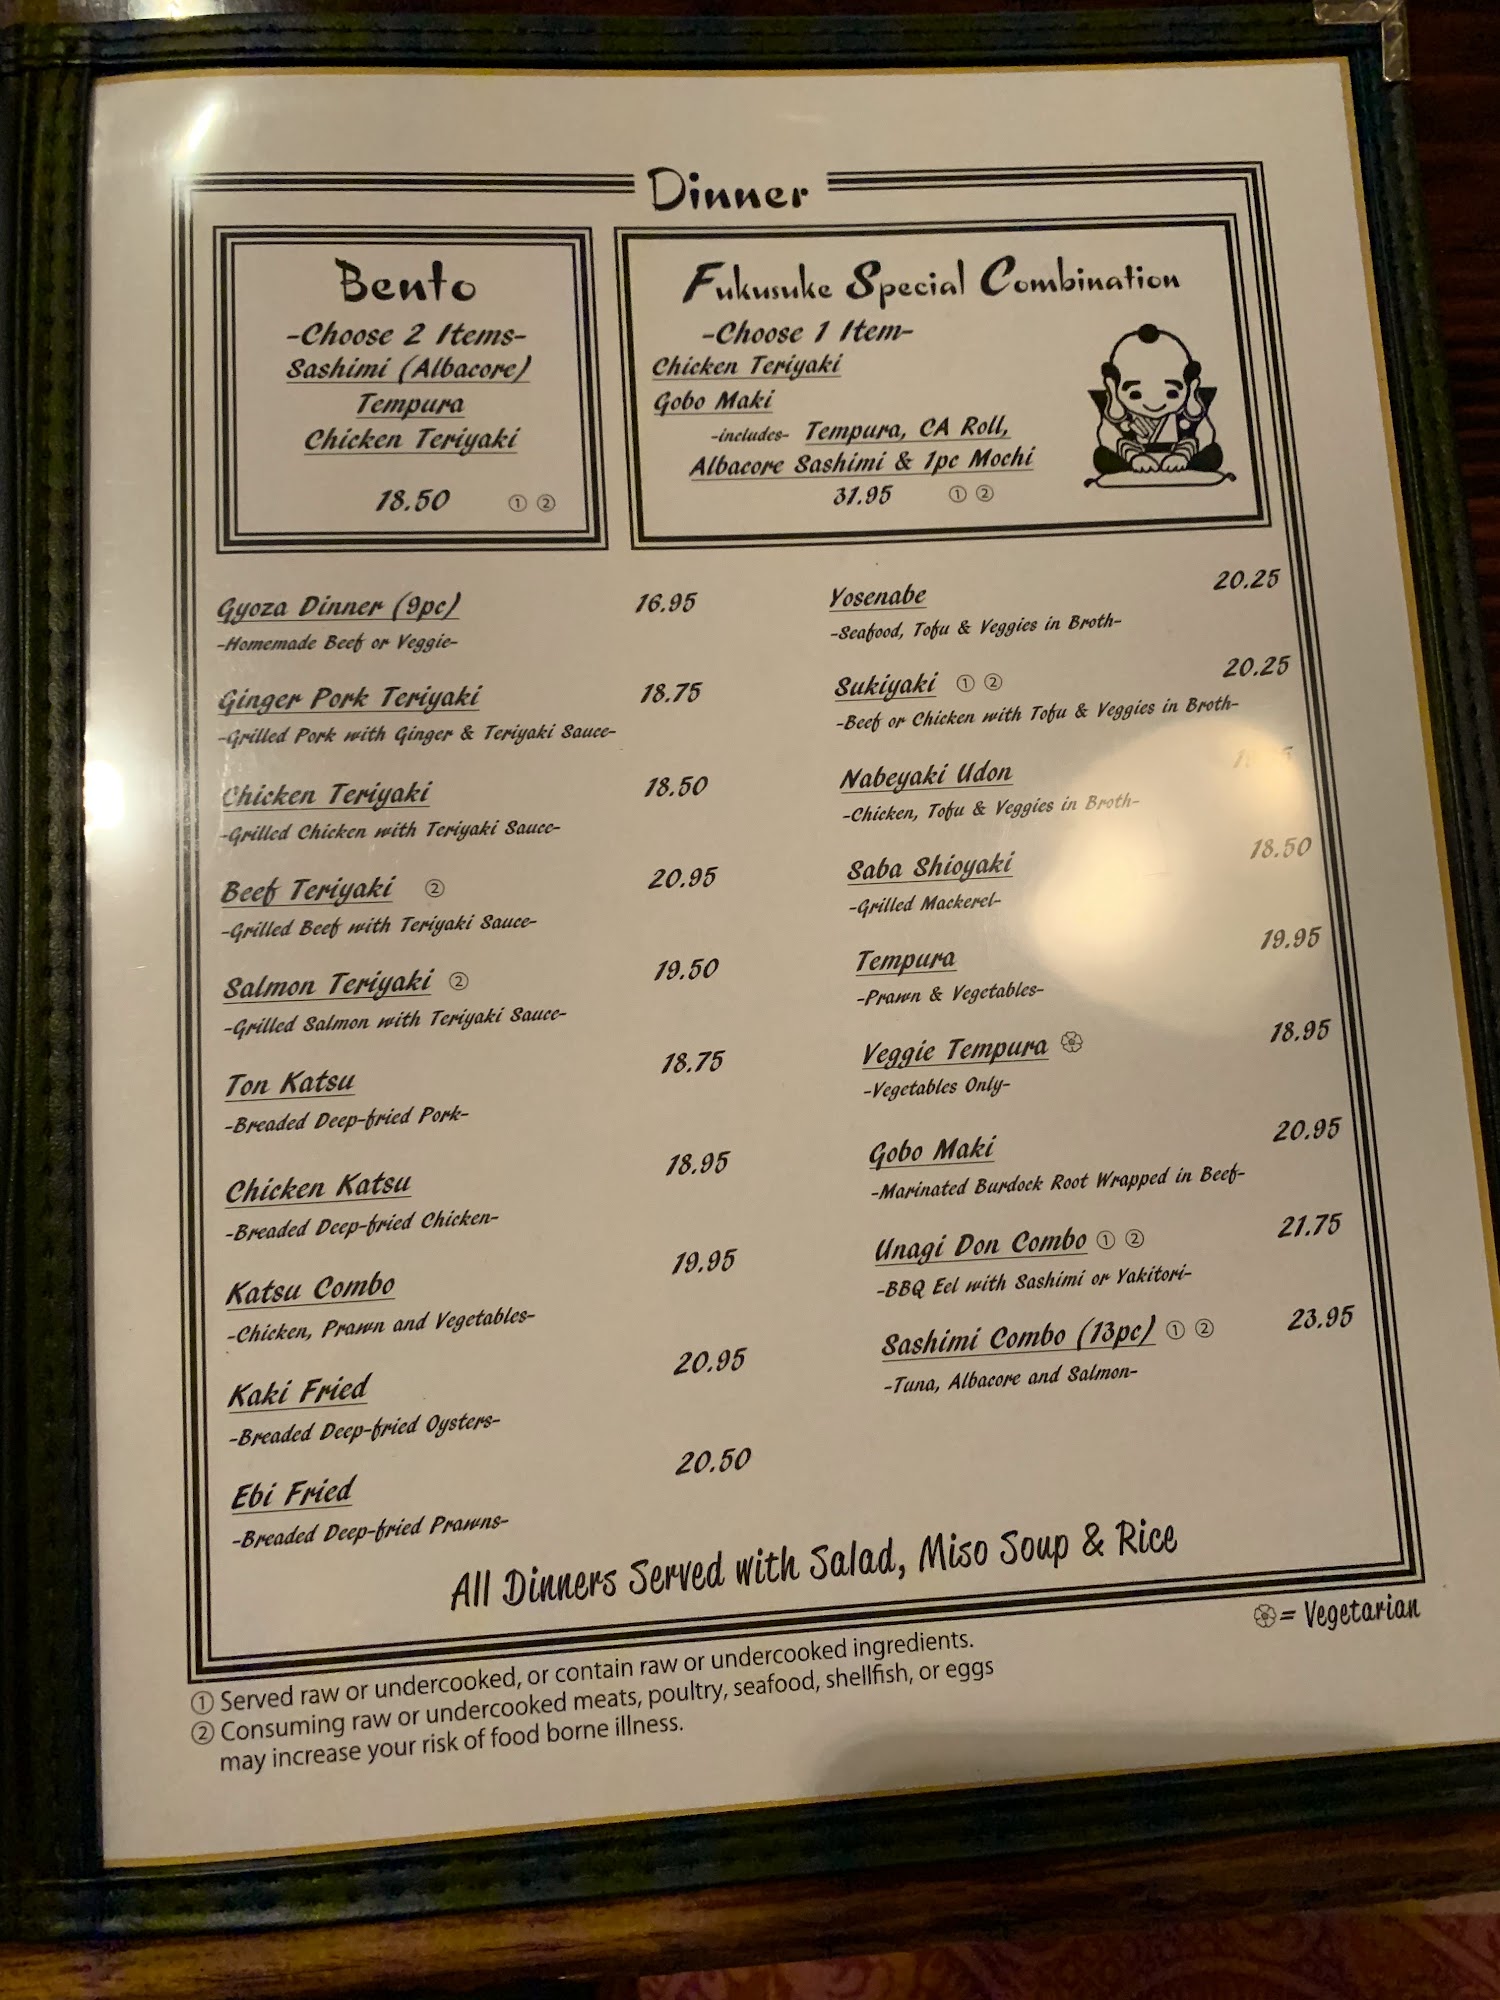 Dinner
Bento
-Choose 2 Items-
Sashimi (Albacore)
Tempura
Chicken Teriyaki
18.50 ① ②
Fukusuke Special Combination
-Choose 1 Item-
Chicken Teriyaki
Gobo Maki
-includes- Tempura, CA Roll,
Albacore Sashimi & 1pc Mochi
31.95 ① ②
Gyoza Dinner (9pc) 16.95
-Homemade Beef or Veggie-
Ginger Pork Teriyaki 18.75
-Grilled Pork with Ginger & Teriyaki Sauce-
Chicken Teriyaki 18.50
-Grilled Chicken with Teriyaki Sauce-
Beef Teriyaki ② 20.95
-Grilled Beef with Teriyaki Sauce-
Salmon Teriyaki ② 19.50
-Grilled Salmon with Teriyaki Sauce-
Ton Katsu 18.75
-Breaded Deep-fried Pork-
Chicken Katsu 18.95
-Breaded Deep-fried Chicken-
Katsu Combo 19.95
-Chicken, Prawn and Vegetables-
Kaki Fried 20.95
-Breaded Deep-fried Oysters-
Ebi Fried 20.50
-Breaded Deep-fried Prawns-
Yosenabe 20.25
-Seafood, Tofu & Veggies in Broth-
Sukiyaki ① ② 20.25
-Beef or Chicken with Tofu & Veggies in Broth-
Nabeyaki Udon
-Chicken, Tofu & Veggies in Broth-
Saba Shioyaki 18.50
-Grilled Mackerel-
Tempura 19.95
-Prawn & Vegetables-
Veggie Tempura 18.95
-Vegetables Only-
Gobo Maki 20.95
-Marinated Burdock Root Wrapped in Beef-
Unagi Don Combo ① ② 21.75
-BBQ Eel with Sashimi or Yakitori-
Sashimi Combo (13pc) ① ② 23.95
-Tuna, Albacore and Salmon-
All Dinners Served with Salad, Miso Soup & Rice
= Vegetarian
① Served raw or undercooked, or contain raw or undercooked ingredients.
② Consuming raw or undercooked meats, poultry, seafood, shellfish, or eggs
may increase your risk of food borne illness.